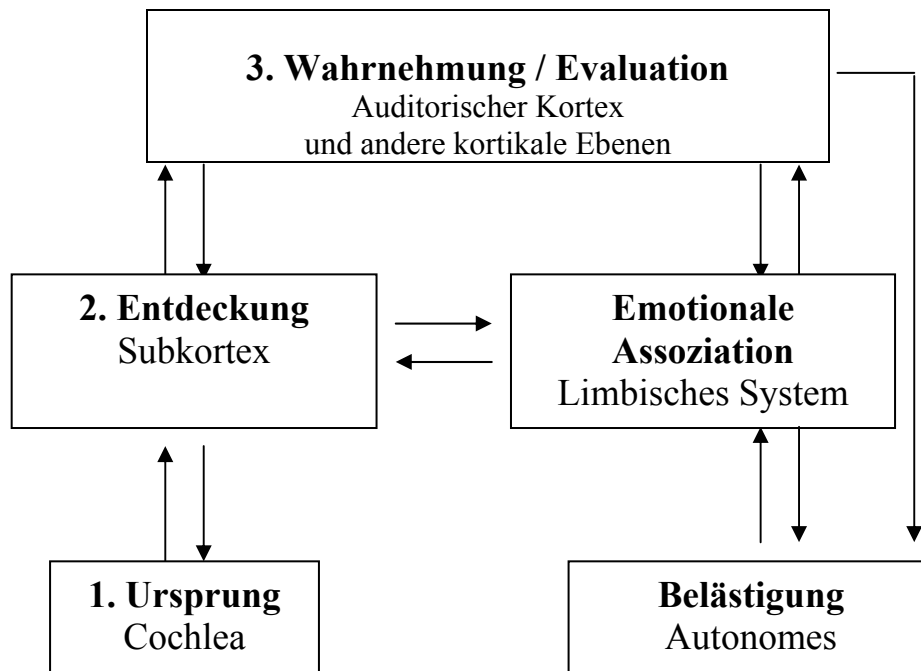 3. Wahrnehmung / Evaluation
Auditorischer Kortex
und andere kortikale Ebenen
2. Entdeckung
Subkortex
Emotionale
Assoziation
Limbisches System
1. Ursprung
Cochlea
Belästigung
Autonomes